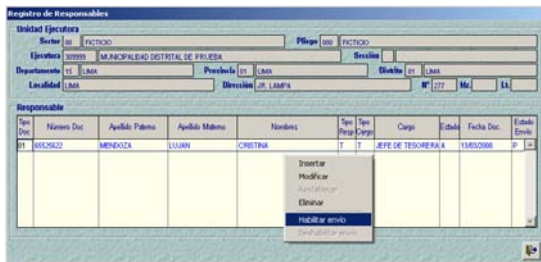 Registro de Responsables
Unidad Ejecutora
Sector 00 FICTICIO Pliego 000 FICTICIO
Ejecutora 309999 MUNICIPALIDAD DISTRITAL DE PRUEBA Sección
Departamento 15 LIMA Provincia 01 LIMA Distrito 01 LIMA
Localidad LIMA Dirección JR. LAMPA N° 277 Mz. Lt.
Responsable
Tipo Doc Número Doc Apellido Paterno Apellido Materno Nombres Tipo Resp Tipo Cargo Cargo Estado Fecha Doc. Estado Envío
01 65525622 MENDOZA LUJAN CRISTINA T T JEFE DE TESORERA A 13/03/2008 P
Insertar
Modificar
Restablecer
Eliminar
Habilitar envío
Deshabilitar envío